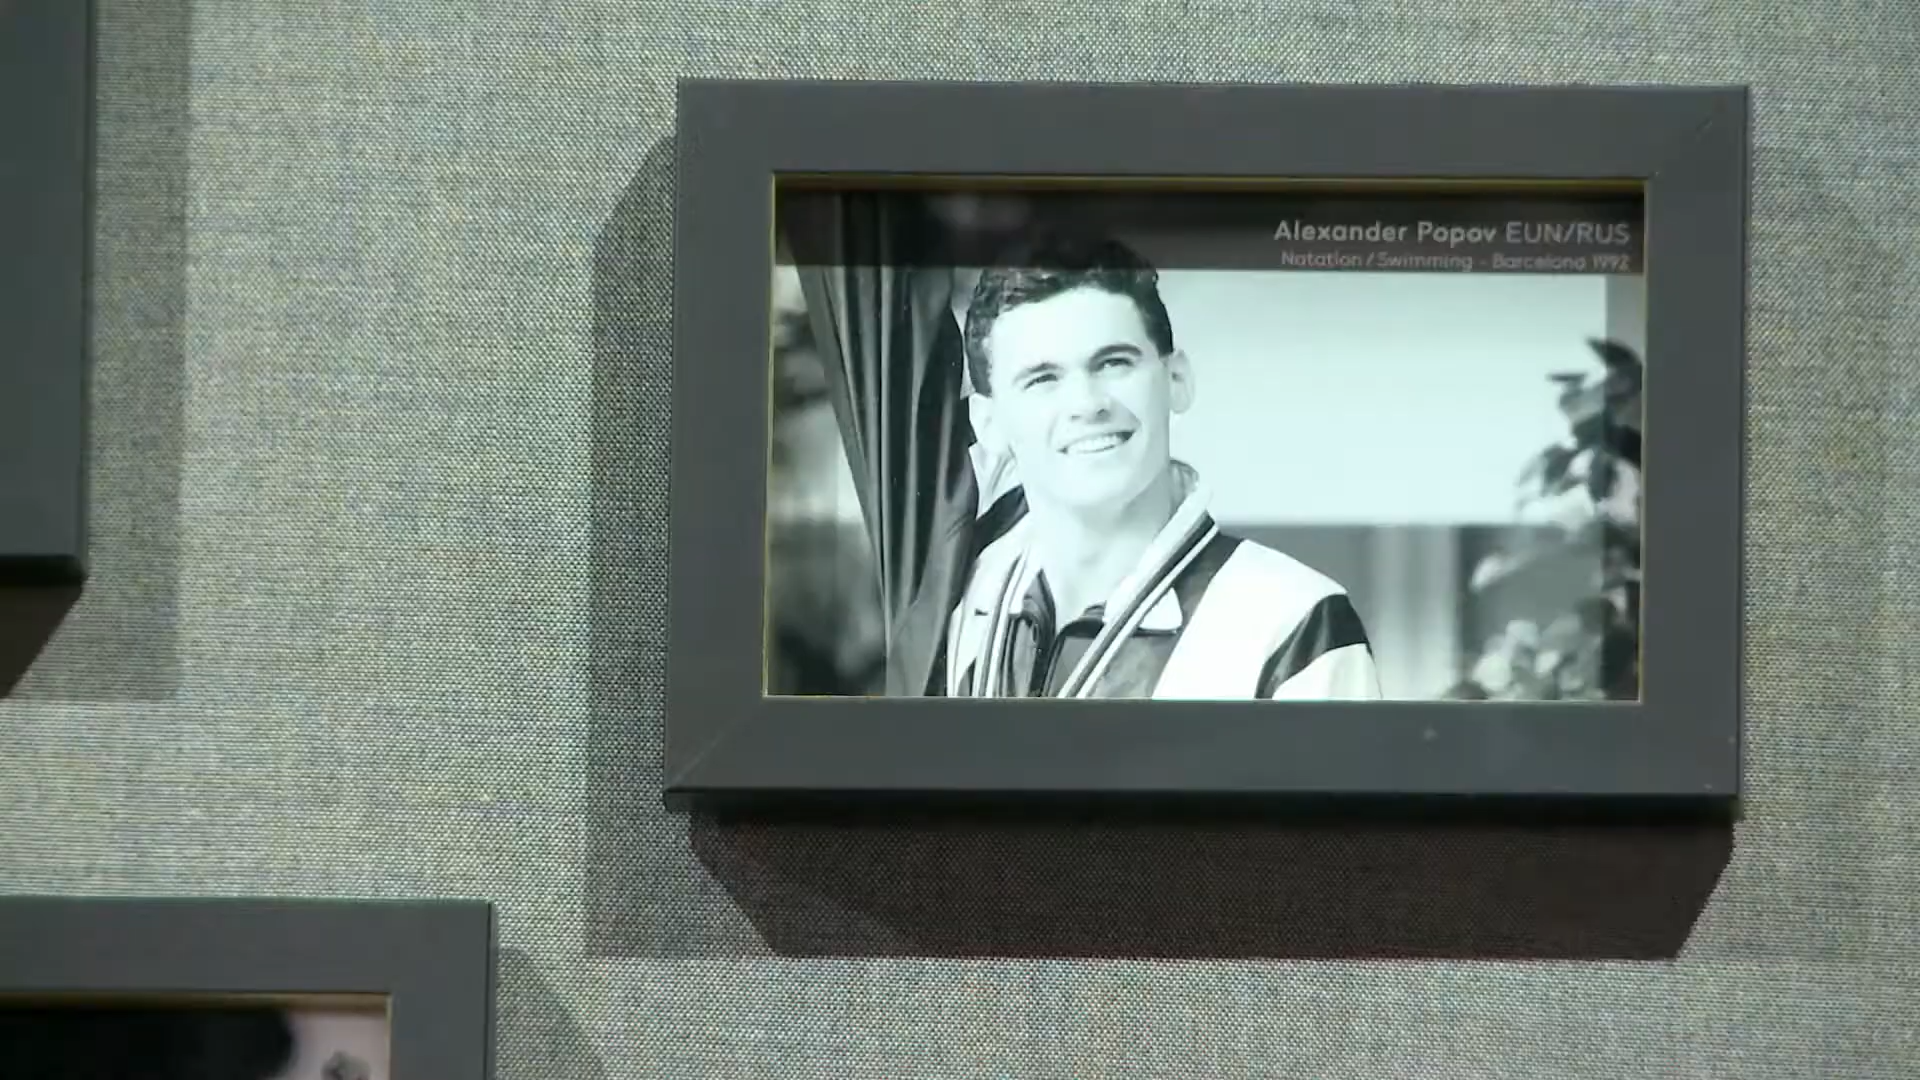 Alexander Popov EUN/RUS
Natation / Swimming - Barcelona 1992